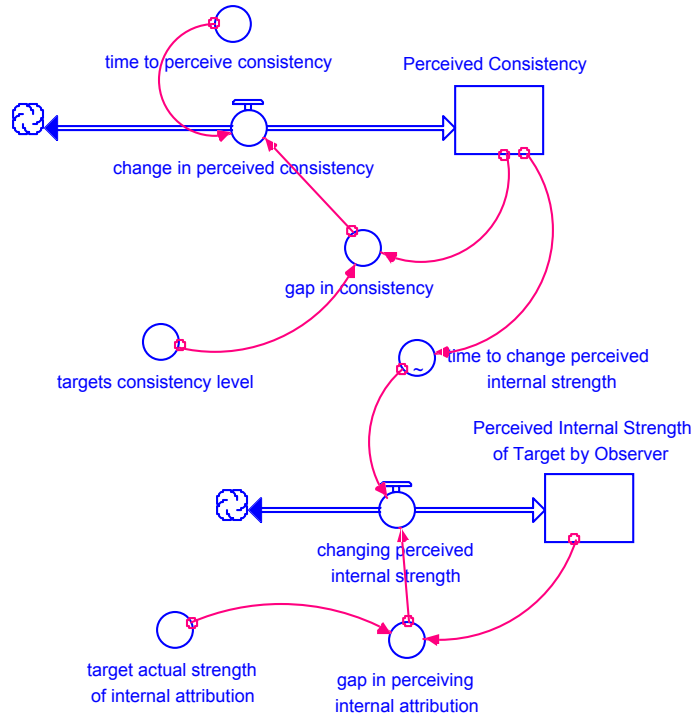 time to perceive consistency
Perceived Consistency
change in perceived consistency
gap in consistency
targets consistency level
~
time to change perceived
internal strength
Perceived Internal Strength
of Target by Observer
changing perceived
internal strength
target actual strength
of internal attribution
gap in perceiving
internal attribution